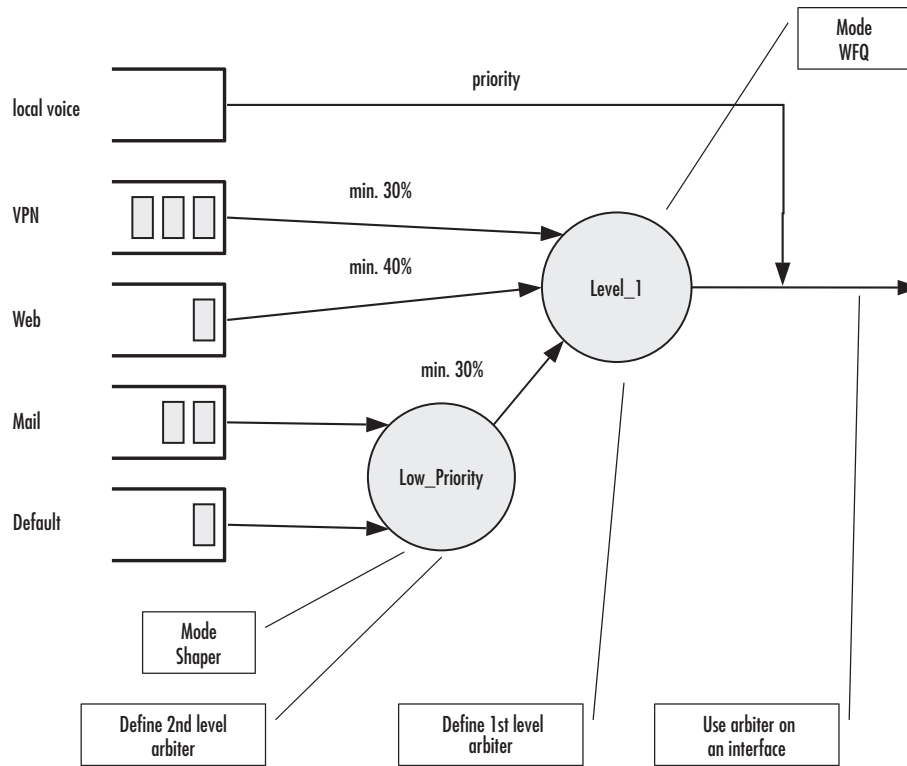 Mode
WFQ
priority
local voice
min. 30%
VPN
min. 40%
Level_1
Web
min. 30%
Mail
Low_Priority
Default
Mode
Shaper
Define 2nd level
arbiter
Define 1st level
arbiter
Use arbiter on
an interface